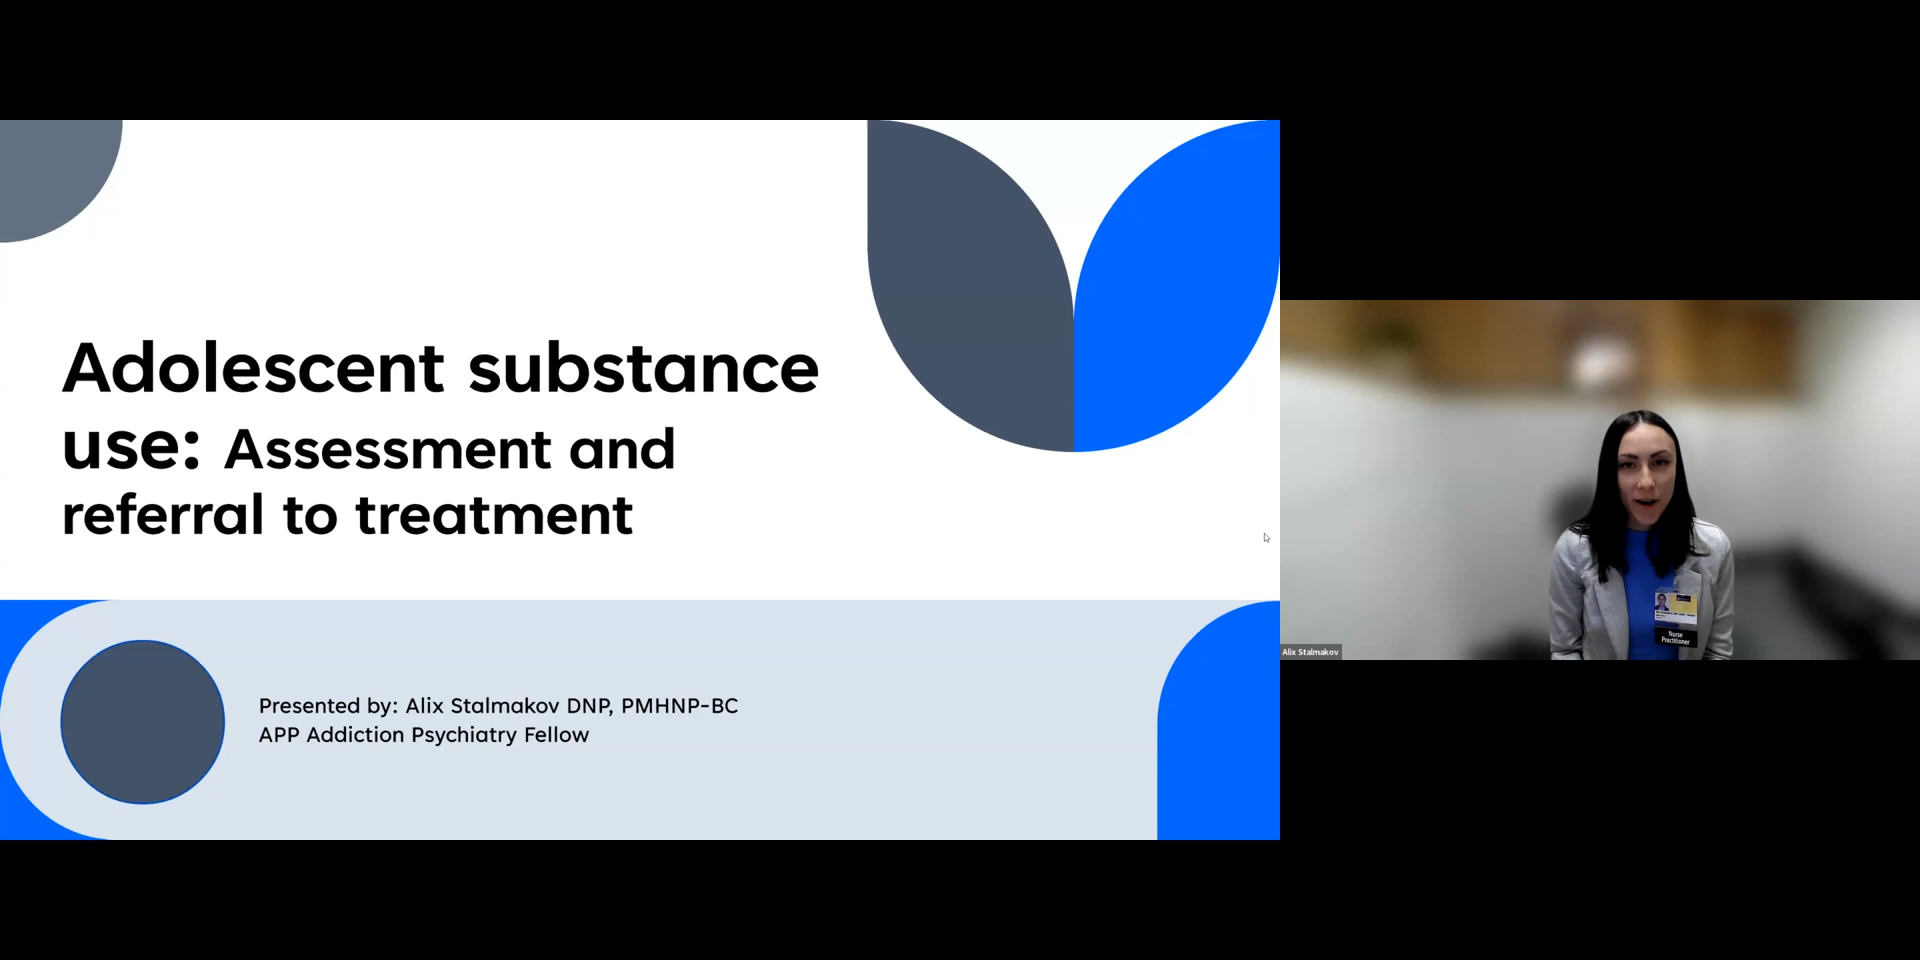 Adolescent substance
use: Assessment and
referral to treatment
Presented by: Alix Stalmakov DNP, PMHNP-BC
APP Addiction Psychiatry Fellow
Nurse
Practitioner
Alix Stalmakov